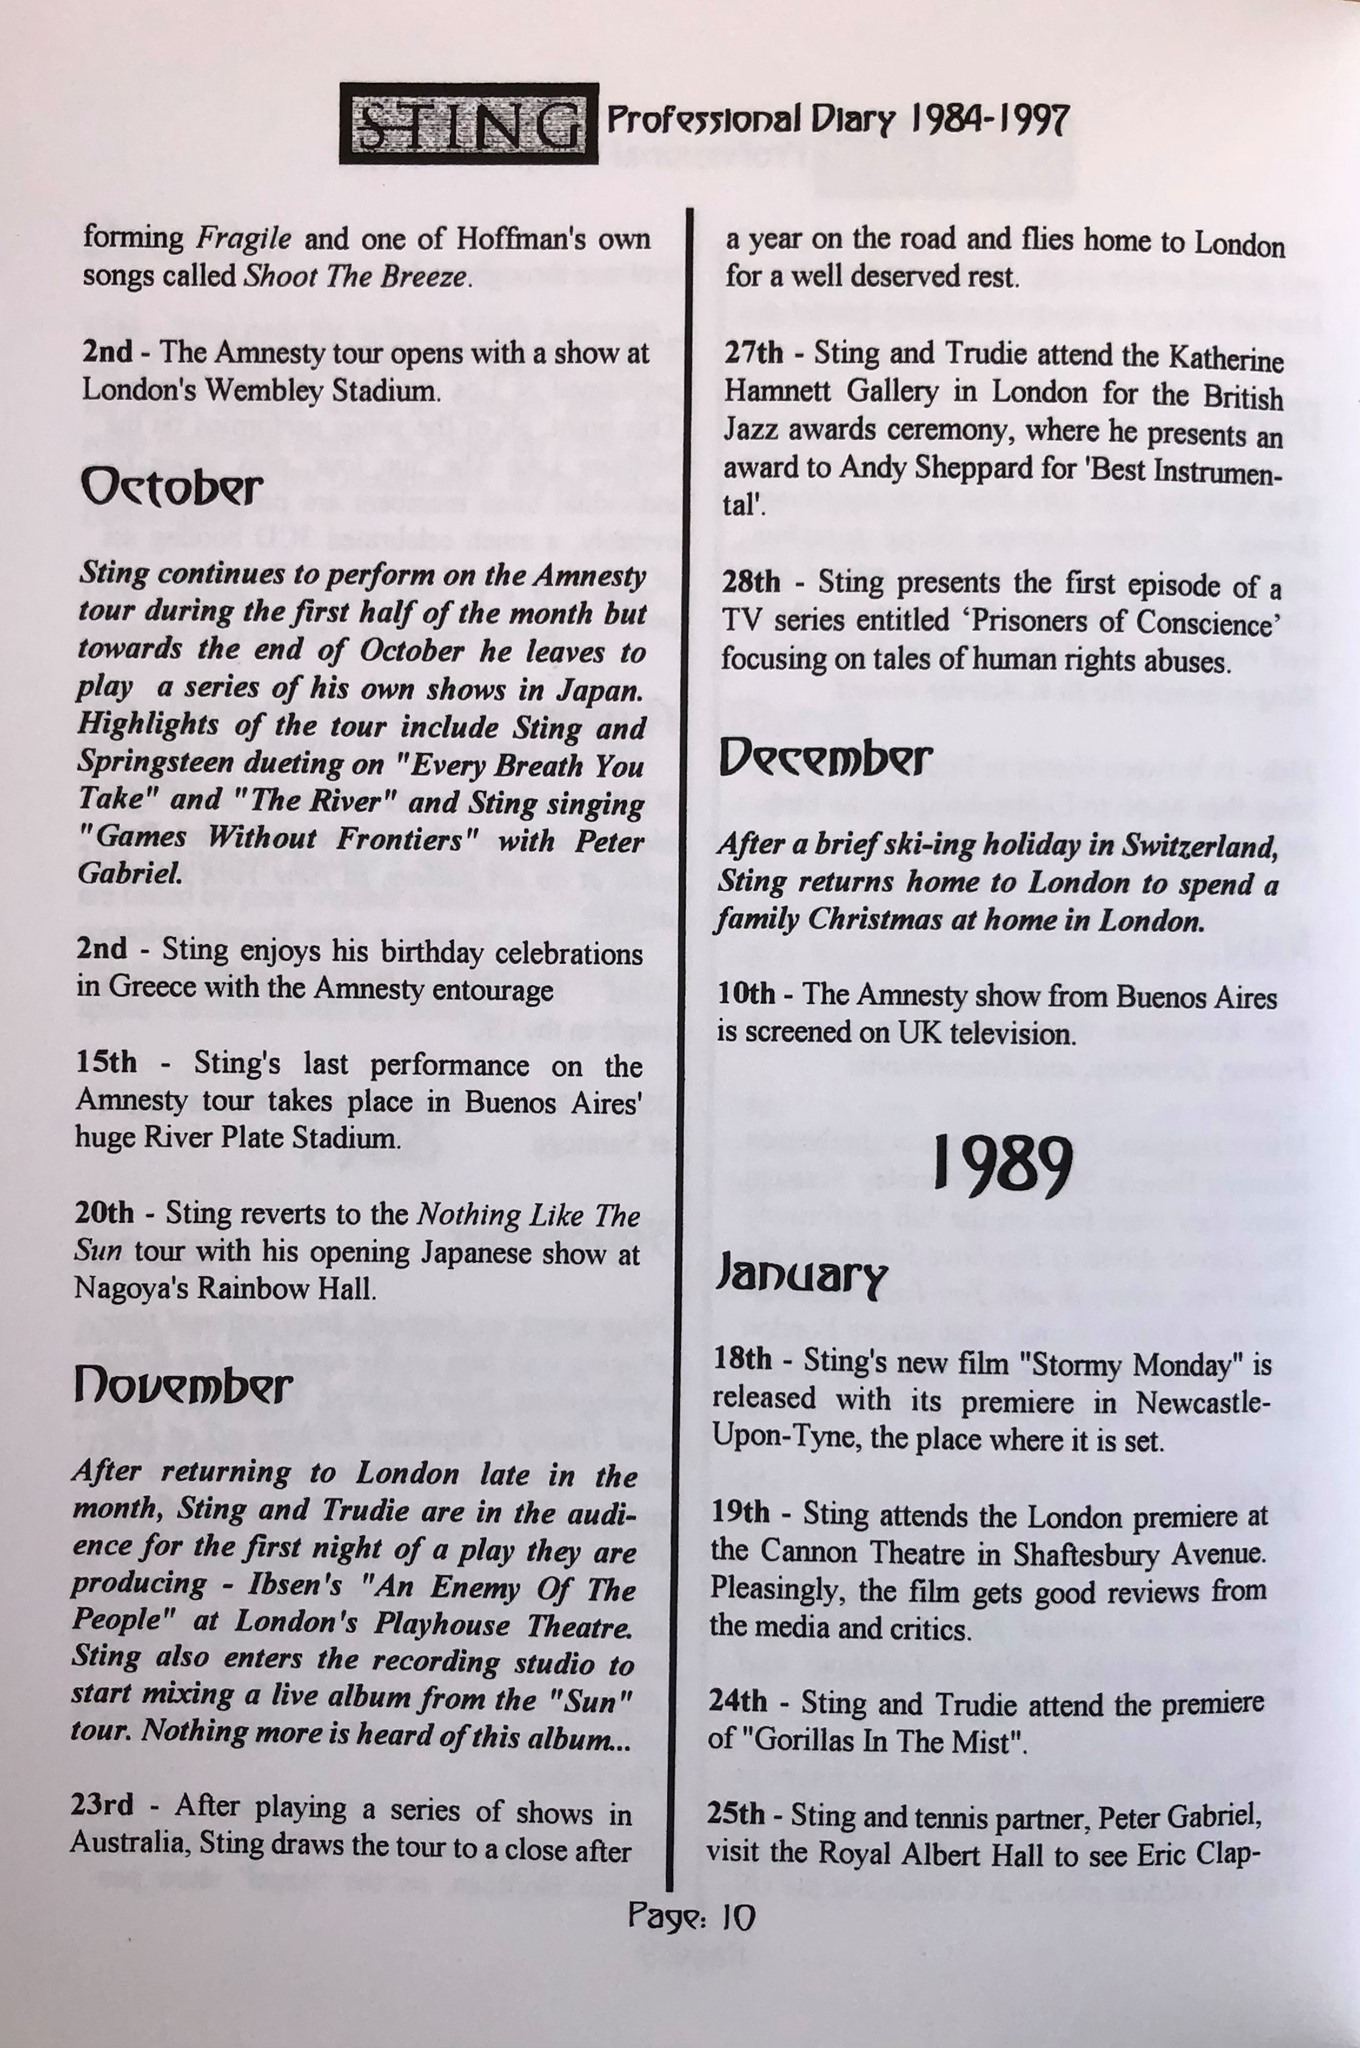 STING Professional Diary 1984-1997
forming Fragile and one of Hoffman's own
songs called Shoot The Breeze.
2nd - The Amnesty tour opens with a show at
London's Wembley Stadium.
October
Sting continues to perform on the Amnesty
tour during the first half of the month but
towards the end of October he leaves to
play a series of his own shows in Japan.
Highlights of the tour include Sting and
Springsteen dueting on "Every Breath You
Take" and "The River" and Sting singing
"Games Without Frontiers" with Peter
Gabriel.
2nd - Sting enjoys his birthday celebrations
in Greece with the Amnesty entourage
15th - Sting's last performance on the
Amnesty tour takes place in Buenos Aires'
huge River Plate Stadium.
20th - Sting reverts to the Nothing Like The
Sun tour with his opening Japanese show at
Nagoya's Rainbow Hall.
November
After returning to London late in the
month, Sting and Trudie are in the audi-
ence for the first night of a play they are
producing - Ibsen's "An Enemy Of The
People" at London's Playhouse Theatre.
Sting also enters the recording studio to
start mixing a live album from the "Sun"
tour. Nothing more is heard of this album...
23rd - After playing a series of shows in
Australia, Sting draws the tour to a close after
a year on the road and flies home to London
for a well deserved rest.
27th - Sting and Trudie attend the Katherine
Hamnett Gallery in London for the British
Jazz awards ceremony, where he presents an
award to Andy Sheppard for 'Best Instrumen-
tal'.
28th - Sting presents the first episode of a
TV series entitled ‘Prisoners of Conscience’
focusing on tales of human rights abuses.
December
After a brief ski-ing holiday in Switzerland,
Sting returns home to London to spend a
family Christmas at home in London.
10th - The Amnesty show from Buenos Aires
is screened on UK television.
1989
January
18th - Sting's new film "Stormy Monday" is
released with its premiere in Newcastle-
Upon-Tyne, the place where it is set.
19th - Sting attends the London premiere at
the Cannon Theatre in Shaftesbury Avenue.
Pleasingly, the film gets good reviews from
the media and critics.
24th - Sting and Trudie attend the premiere
of "Gorillas In The Mist".
25th - Sting and tennis partner, Peter Gabriel,
visit the Royal Albert Hall to see Eric Clap-
Page: 10